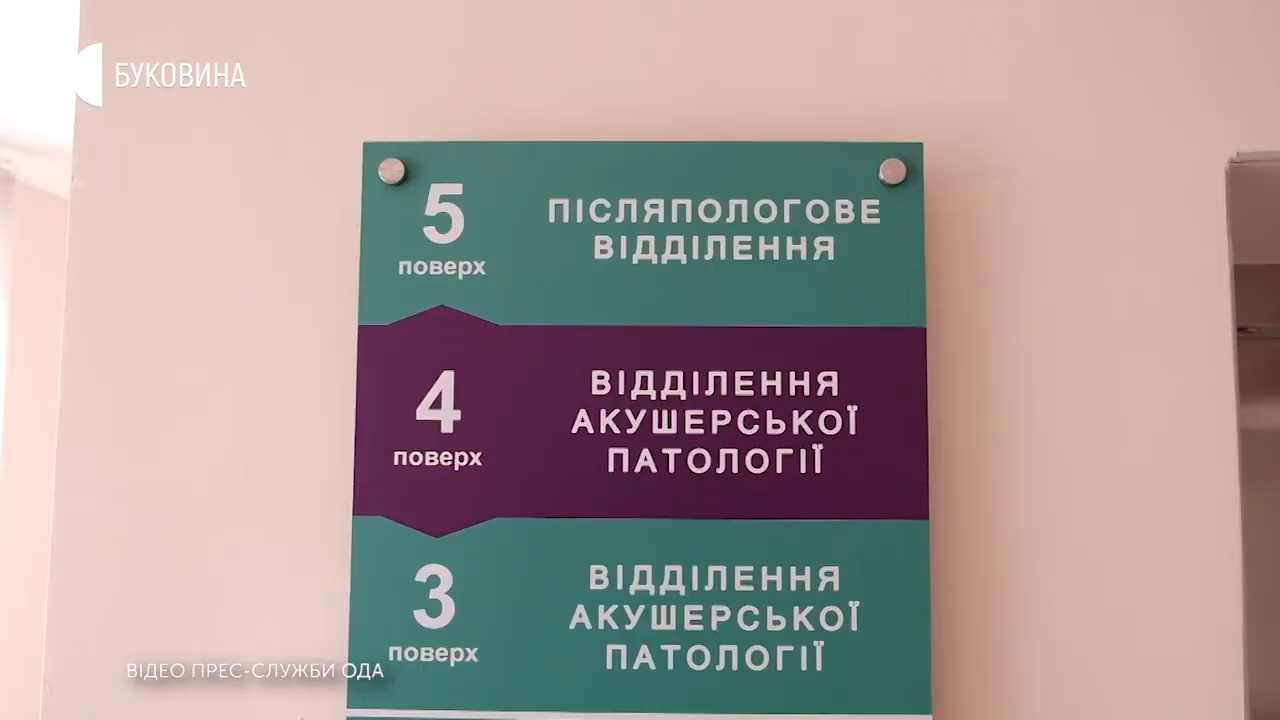 БУКОВИНА
5
поверх
ПІСЛЯПОЛОГОВЕ
ВІДДІЛЕННЯ
4
поверх
ВІДДІЛЕННЯ
АКУШЕРСЬКОЇ
ПАТОЛОГІЇ
3
поверх
ВІДДІЛЕННЯ
АКУШЕРСЬКОЇ
ПАТОЛОГІЇ
ВІДЕО ПРЕС-СЛУЖБИ ОДА